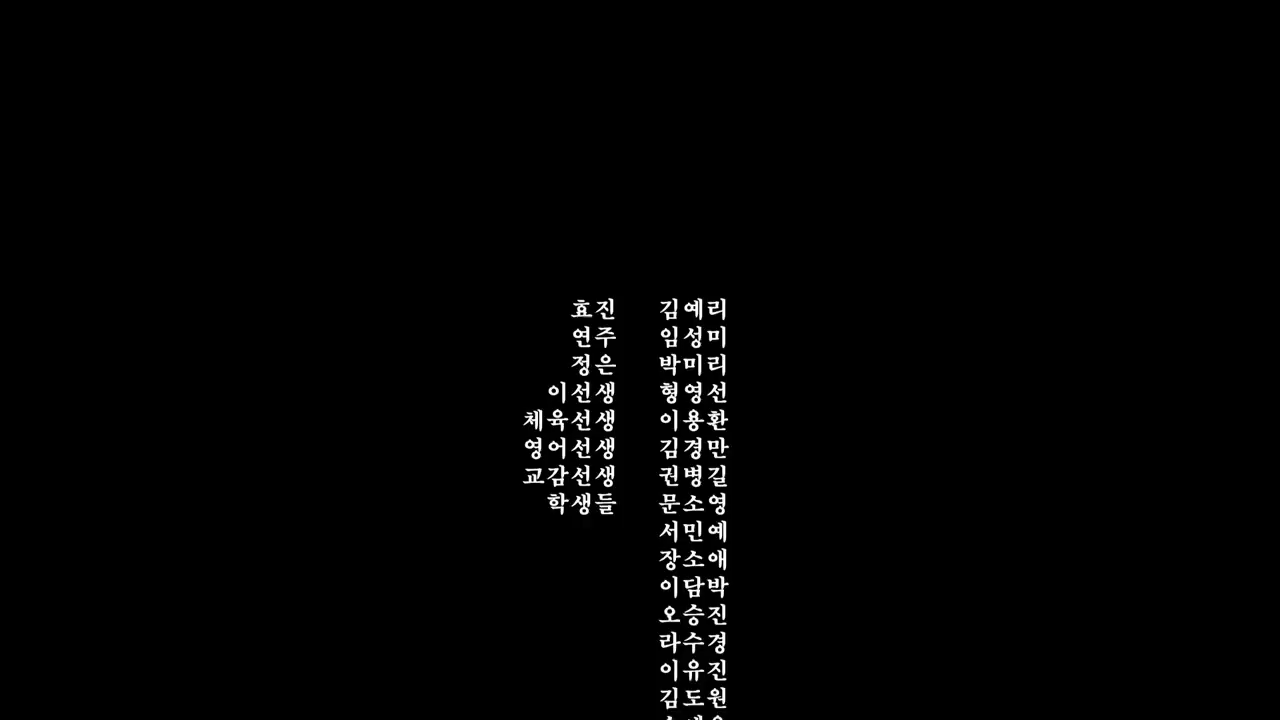 효진 김예리
연주 임성미
정은 박미리
이선생 형영선
체육선생 이용환
영어선생 김경만
교감선생 권병길
학생들 문소영
서민예
장소애
이담박
오승진
라수경
이유진
김도원